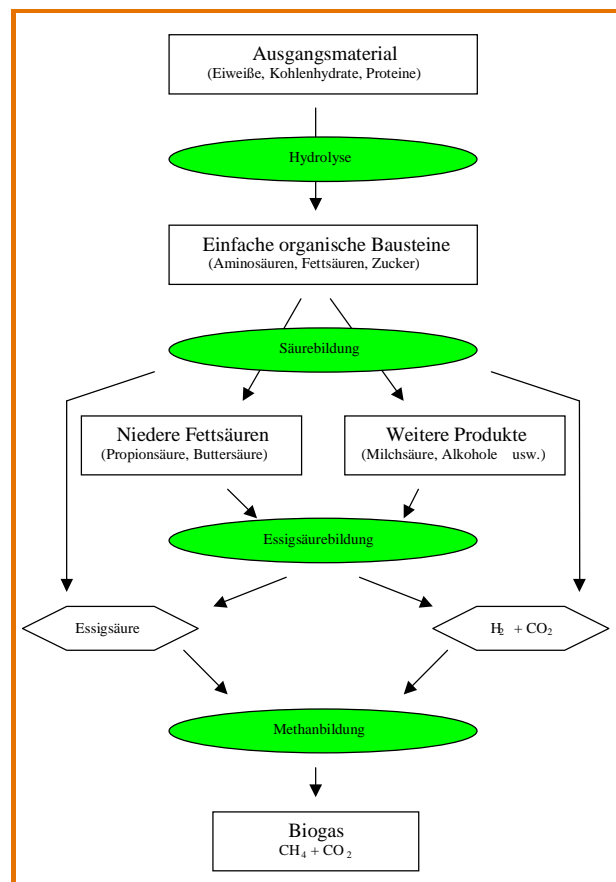 Ausgangsmaterial
(Eiweiße, Kohlenhydrate, Proteine)
Hydrolyse
Einfache organische Bausteine
(Aminosäuren, Fettsäuren, Zucker)
Säurebildung
Niedere Fettsäuren
(Propionsäure, Buttersäure)
Weitere Produkte
(Milchsäure, Alkohole usw.)
Essigsäurebildung
Essigsäure
H₂ + CO₂
Methanbildung
Biogas
CH₄ + CO₂